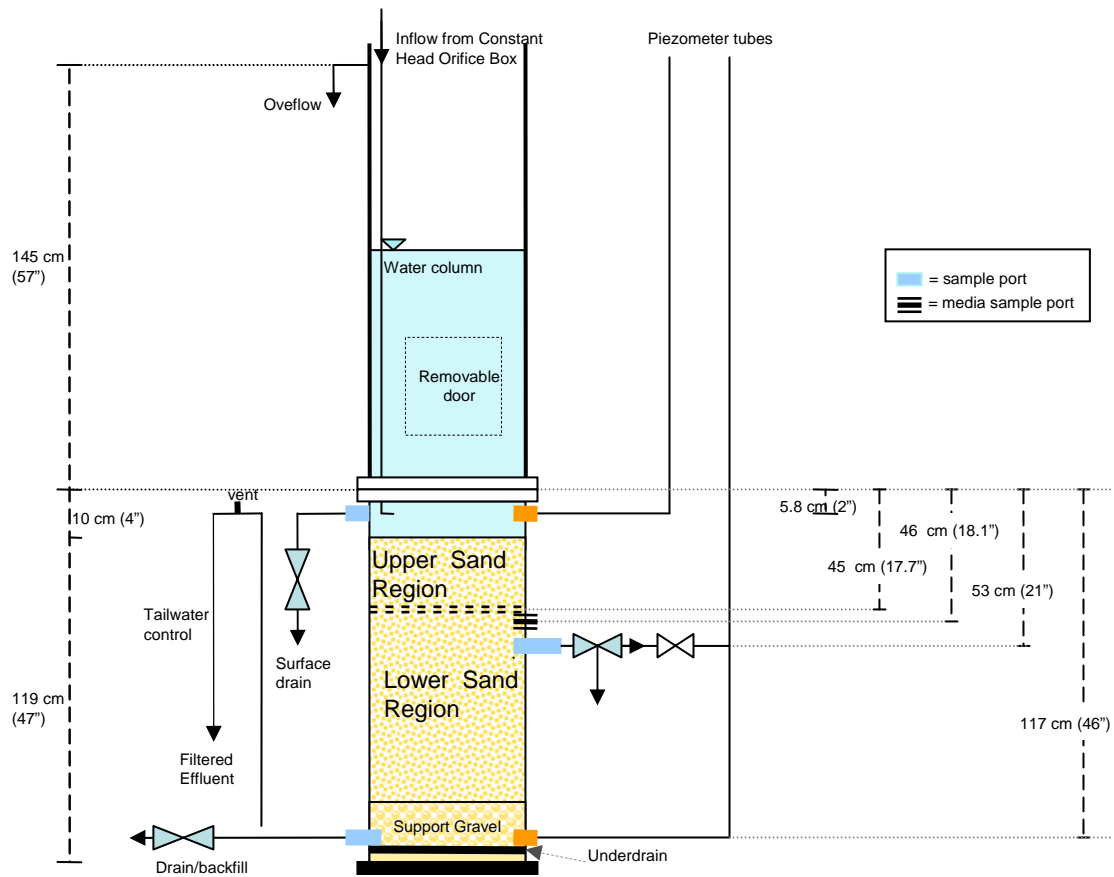 Inflow from Constant
Head Orifice Box
Piezometer tubes
Oveflow
145 cm
(57”)
Water column
= sample port
= media sample port
Removable
door
vent
10 cm (4”)
5.8 cm (2”)
46 cm (18.1”)
45 cm (17.7”)
53 cm (21”)
Upper Sand
Region
Tailwater
control
Surface
drain
Lower Sand
Region
119 cm
(47”)
117 cm (46”)
Filtered
Effluent
Support Gravel
Underdrain
Drain/backfill